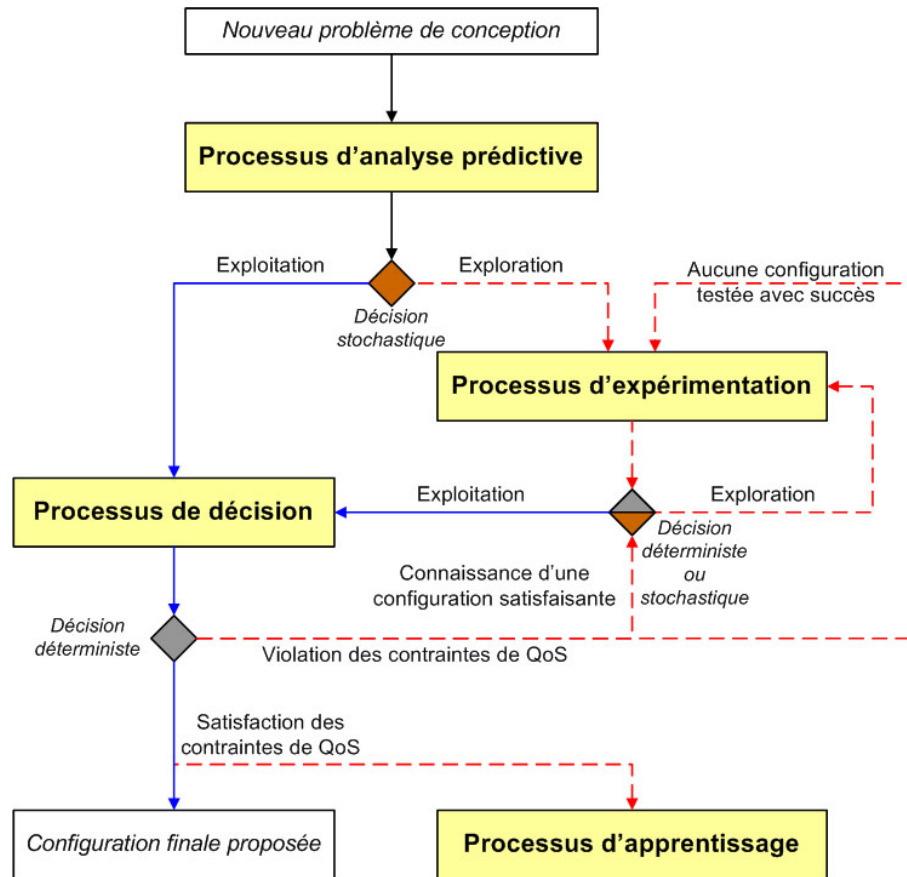 Nouveau problème de conception
Processus d'analyse prédictive
Exploitation
Exploration
Aucune configuration
testée avec succès
Décision
stochastique
Processus d'expérimentation
Processus de décision
Exploitation
Exploration
Décision
déterministe
ou
stochastique
Connaissance d'une
configuration satisfaisante
Décision
déterministe
Violation des contraintes de QoS
Satisfaction des
contraintes de QoS
Configuration finale proposée
Processus d'apprentissage